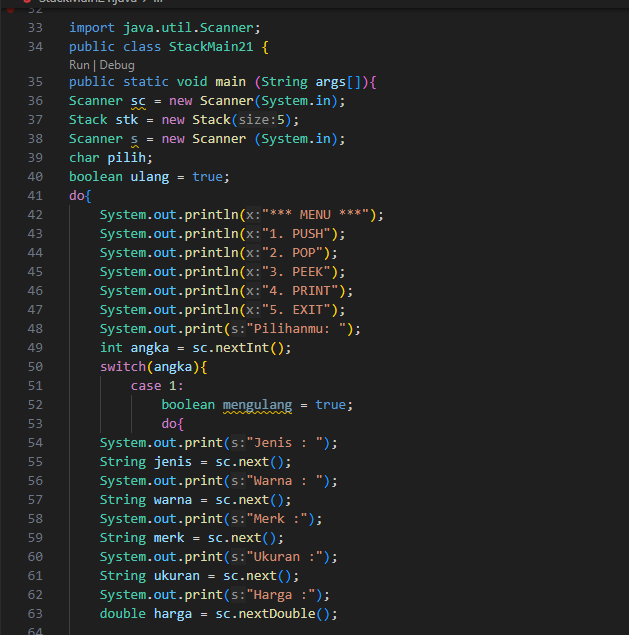 StackMain21.java > ...
32
33 import java.util.Scanner;
34 public class StackMain21 {
Run | Debug
35 public static void main (String args[]){
36 Scanner sc = new Scanner(System.in);
37 Stack stk = new Stack(size:5);
38 Scanner s = new Scanner (System.in);
39 char pilih;
40 boolean ulang = true;
41 do{
42 System.out.println(x:"*** MENU ***");
43 System.out.println(x:"1. PUSH");
44 System.out.println(x:"2. POP");
45 System.out.println(x:"3. PEEK");
46 System.out.println(x:"4. PRINT");
47 System.out.println(x:"5. EXIT");
48 System.out.print(s:"Pilihanmu: ");
49 int angka = sc.nextInt();
50 switch(angka){
51 case 1:
52 boolean mengulang = true;
53 do{
54 System.out.print(s:"Jenis : ");
55 String jenis = sc.next();
56 System.out.print(s:"Warna : ");
57 String warna = sc.next();
58 System.out.print(s:"Merk :");
59 String merk = sc.next();
60 System.out.print(s:"Ukuran :");
61 String ukuran = sc.next();
62 System.out.print(s:"Harga :");
63 double harga = sc.nextDouble();
64